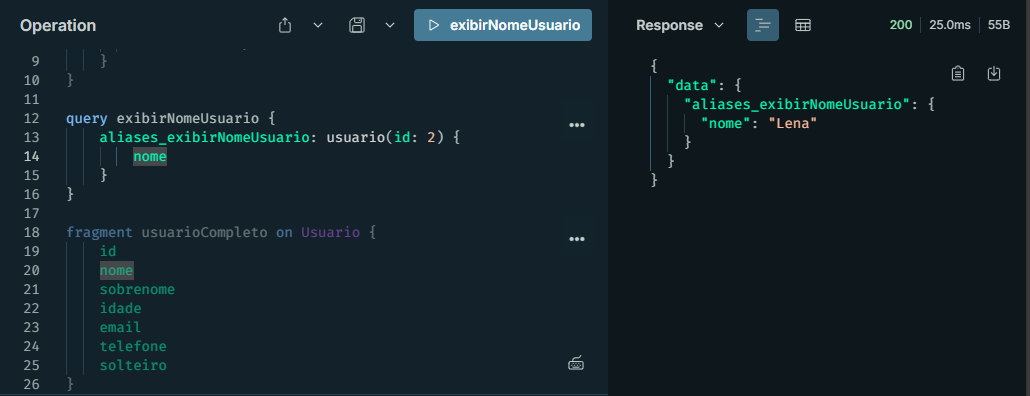 Operation
exibirNomeUsuario
9 }
10 }
11
12 query exibirNomeUsuario {
13 aliases_exibirNomeUsuario: usuario(id: 2) {
14 nome
15 }
16 }
17
18 fragment usuarioCompleto on Usuario {
19 id
20 nome
21 sobrenome
22 idade
23 email
24 telefone
25 solteiro
26 }
Response
200
25.0ms
55B
{
"data": {
"aliases_exibirNomeUsuario": {
"nome": "Lena"
}
}
}